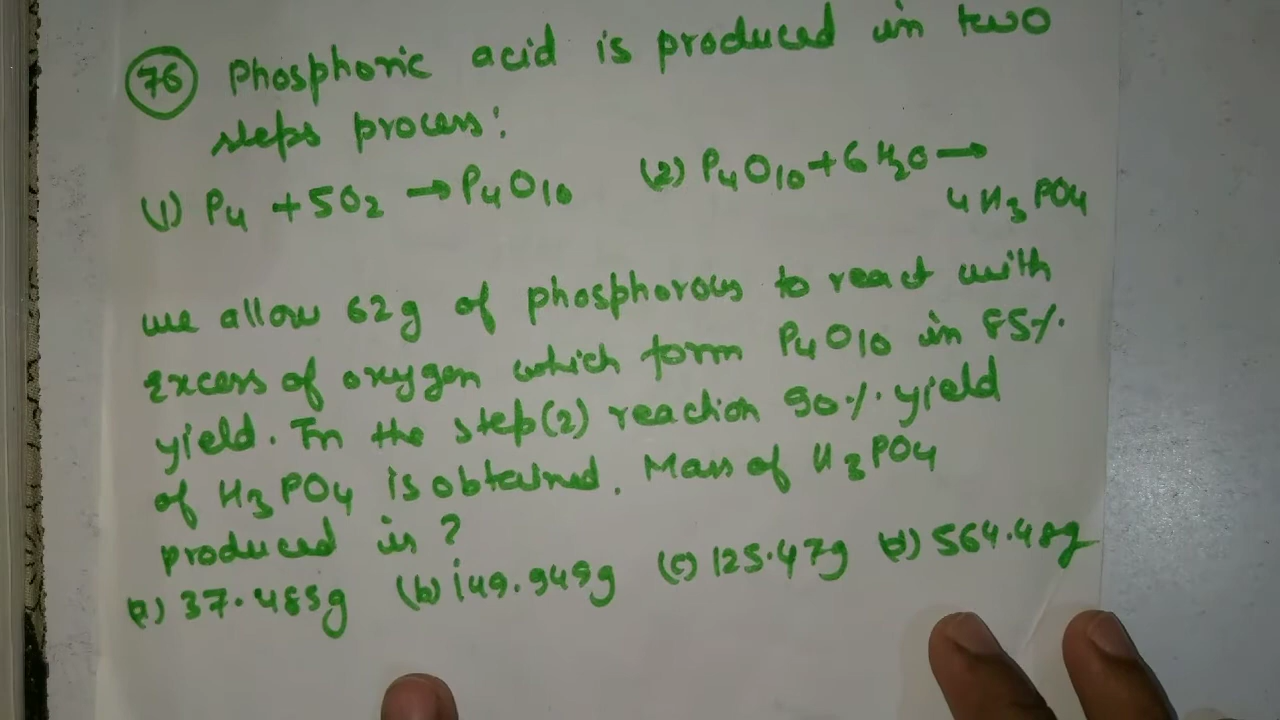 76 Phosphoric acid is produced in two
steps process:
(1) P4 + 5O2 → P4O10 (2) P4O10 + 6H2O →
4H3PO4
we allow 62g of phosphorous to react with
Excess of oxygen which form P4O10 in 85%.
yield. In the step(2) reaction 90%. yield
of H3PO4 is obtained. Mass of H3PO4
produced is?
a) 37.485g (b) 149.949g (c) 125.47g d) 564.48g